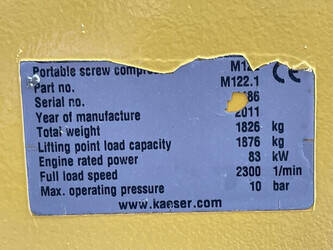 Portable screw compre M12
Part no. M122.1
Serial no. 86
Year of manufacture 2011
Total weight 1826 kg
Lifting point load capacity 1876 kg
Engine rated power 83 kW
Full load speed 2300 1/min
Max. operating pressure 10 bar
www.kaeser.com
CE